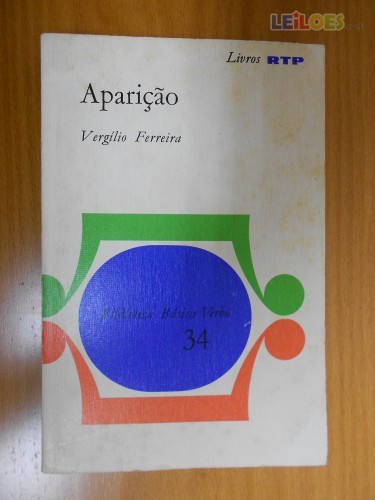 LEiLOES
Livros RTP
Aparição
Vergílio Ferreira
Biblioteca Básica Verbo
34